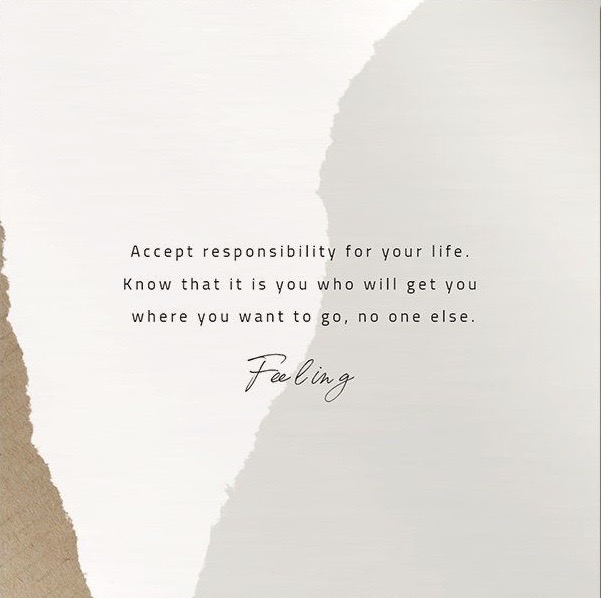 Accept responsibility for your life.
Know that it is you who will get you
where you want to go, no one else.
Feeling